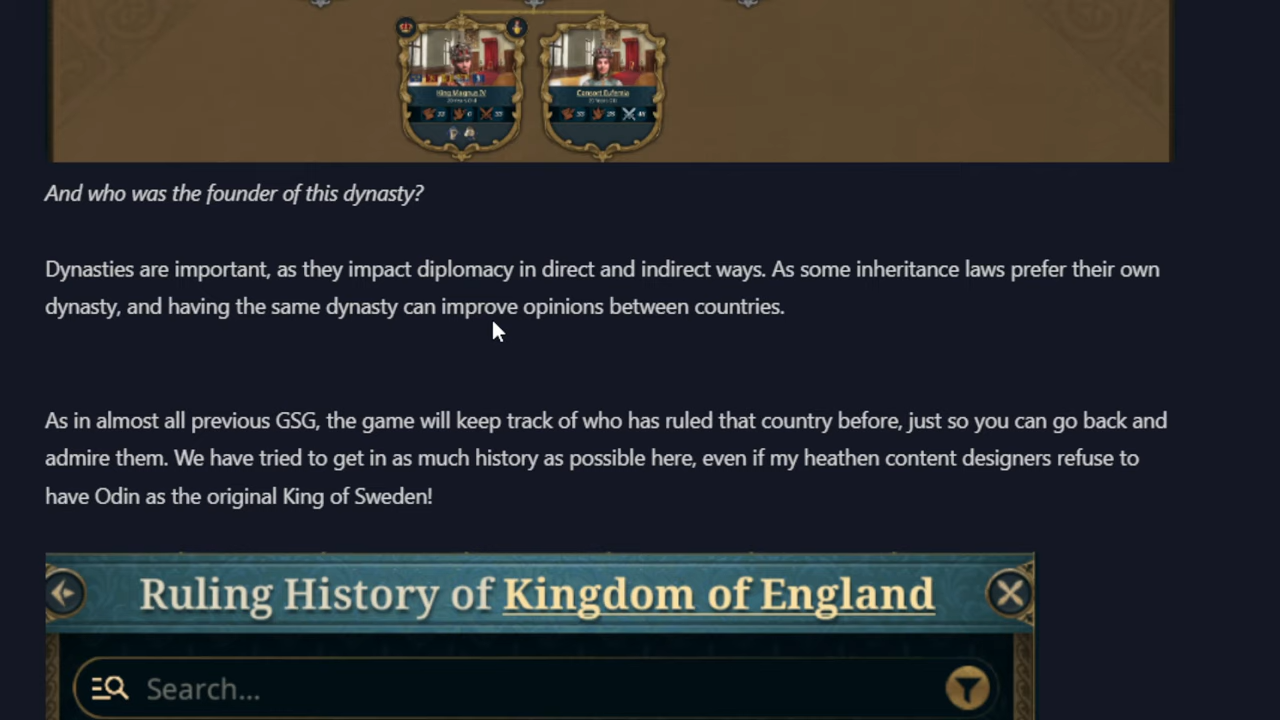 King Magnus IV
Consort Eufemia
And who was the founder of this dynasty?
Dynasties are important, as they impact diplomacy in direct and indirect ways. As some inheritance laws prefer their own
dynasty, and having the same dynasty can improve opinions between countries.
As in almost all previous GSG, the game will keep track of who has ruled that country before, just so you can go back and
admire them. We have tried to get in as much history as possible here, even if my heathen content designers refuse to
have Odin as the original King of Sweden!
Ruling History of Kingdom of England
Search...